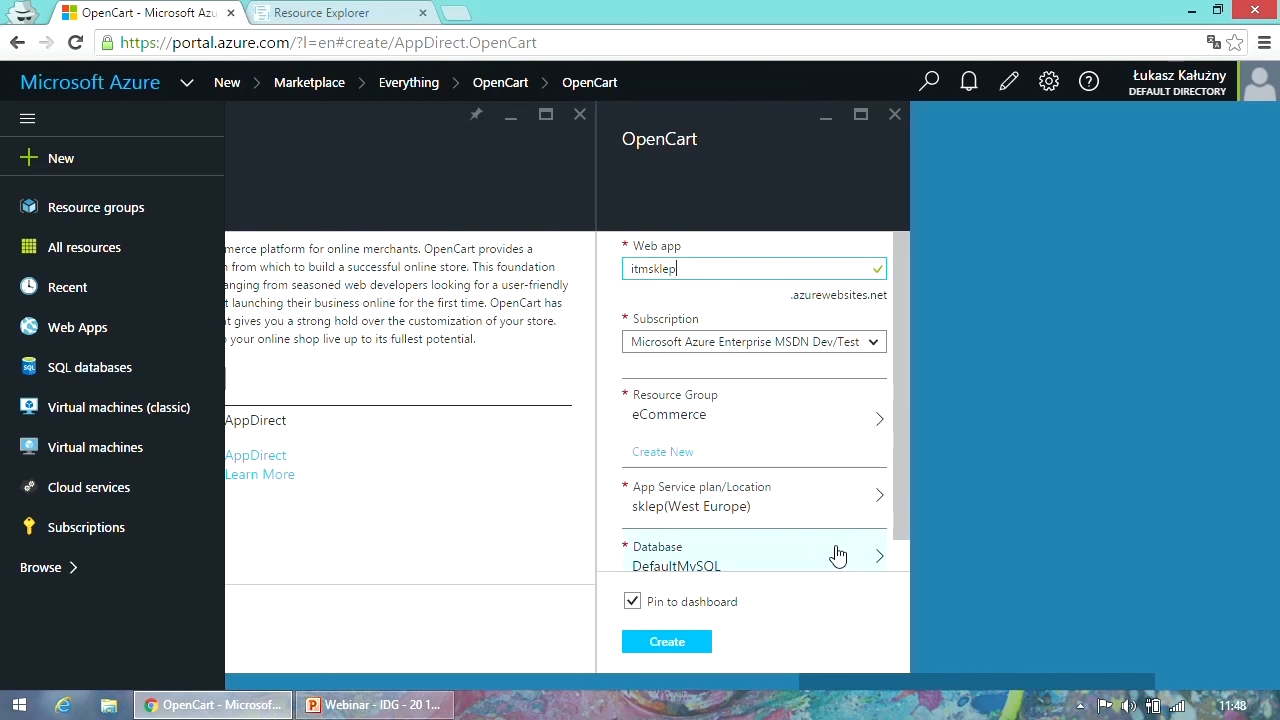 OpenCart - Microsoft Azu
Resource Explorer
https://portal.azure.com/?l=en#create/AppDirect.OpenCart
Microsoft Azure
New
Marketplace
Everything
OpenCart
OpenCart
Łukasz Kałużny
DEFAULT DIRECTORY
New
Resource groups
All resources
Recent
Web Apps
SQL databases
Virtual machines (classic)
Virtual machines
Cloud services
Subscriptions
Browse
merce platform for online merchants. OpenCart provides a
n from which to build a successful online store. This foundation
anging from seasoned web developers looking for a user-friendly
t launching their business online for the first time. OpenCart has
at gives you a strong hold over the customization of your store.
your online shop live up to its fullest potential.
AppDirect
AppDirect
Learn More
OpenCart
* Web app
itmsklep
.azurewebsites.net
* Subscription
Microsoft Azure Enterprise MSDN Dev/Test
* Resource Group
eCommerce
Create New
* App Service plan/Location
sklep(West Europe)
* Database
DefaultMySQL
Pin to dashboard
Create
OpenCart - Microsof...
Webinar - IDG - 20 1...
11:48